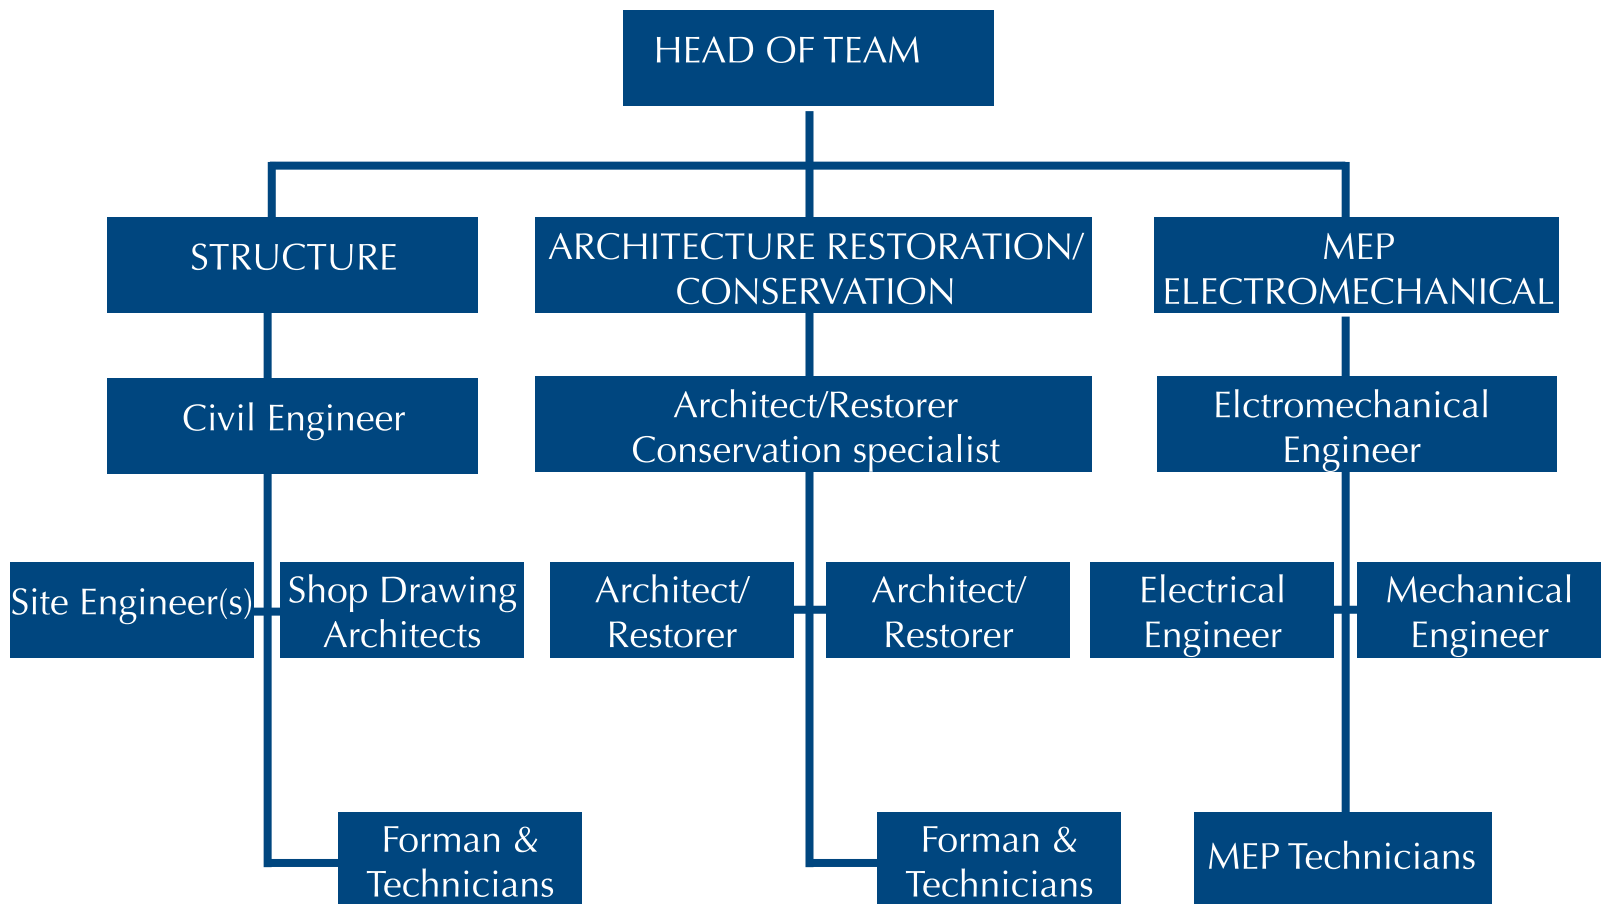 HEAD OF TEAM
STRUCTURE
ARCHITECTURE RESTORATION/
CONSERVATION
MEP
ELECTROMECHANICAL
Civil Engineer
Architect/Restorer
Conservation specialist
Elctromechanical
Engineer
Site Engineer(s)
Shop Drawing
Architects
Architect/
Restorer
Architect/
Restorer
Electrical
Engineer
Mechanical
Engineer
Forman &
Technicians
Forman &
Technicians
MEP Technicians